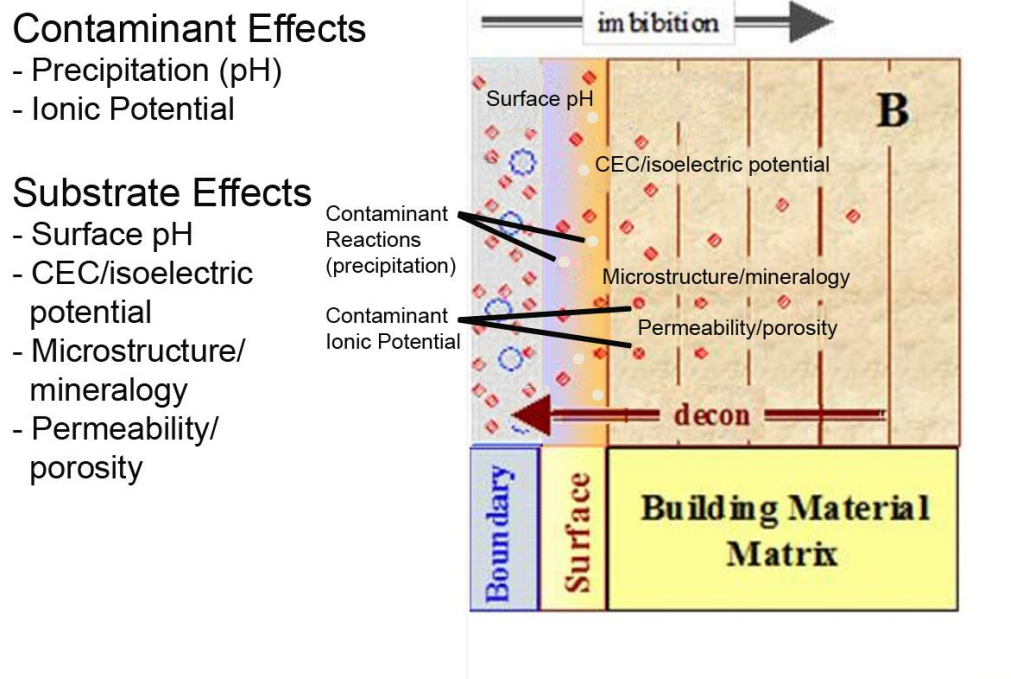 Contaminant Effects
- Precipitation (pH)
- Ionic Potential
Substrate Effects
- Surface pH
- CEC/isoelectric
potential
- Microstructure/
mineralogy
- Permeability/
porosity
Contaminant
Reactions
(precipitation)
Contaminant
Ionic Potential
imbibition
Surface pH
B
CEC/isoelectric potential
Microstructure/mineralogy
Permeability/porosity
decon
Boundary
Surface
Building Material
Matrix